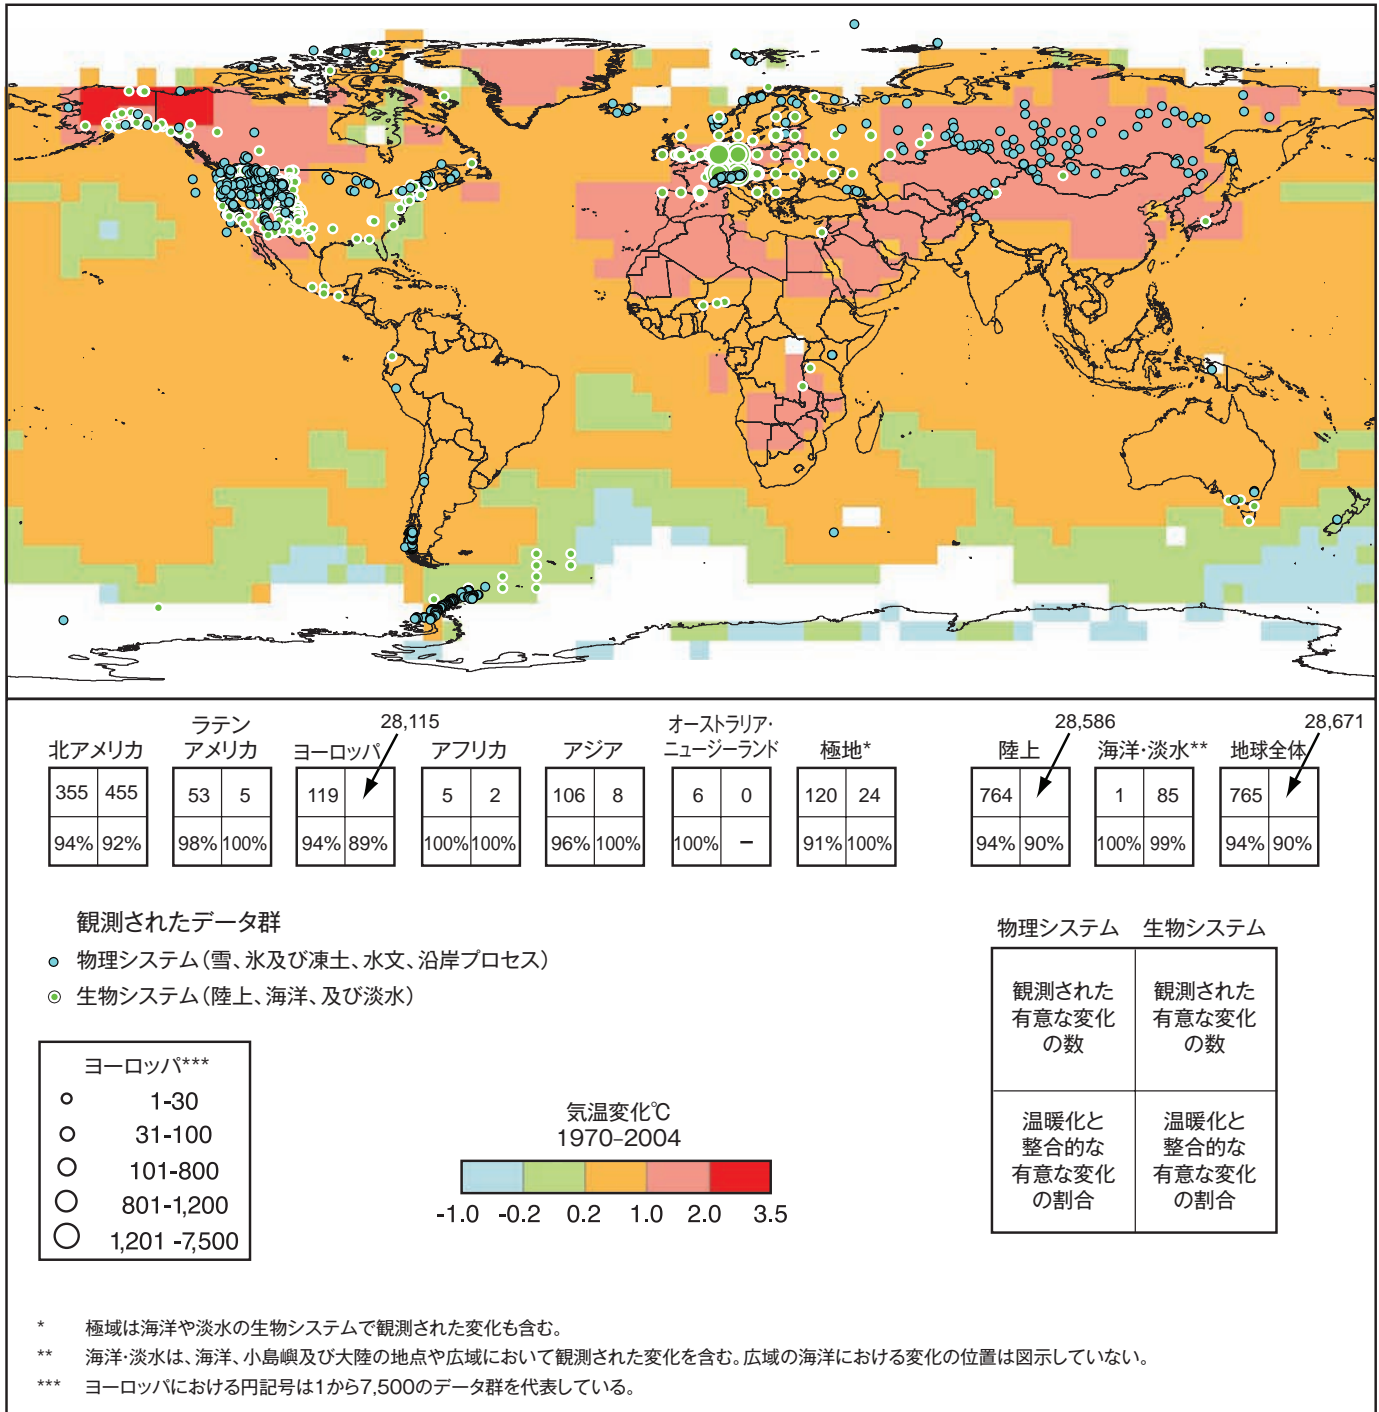 28,115
28,586
28,671
北アメリカ
ラテン
アメリカ
ヨーロッパ
アフリカ
アジア
オーストラリア・
ニュージーランド
極地*
陸上
海洋・淡水**
地球全体
355 455 53 5 119 5 2 106 8 6 0 120 24 764 1 85 765
94% 92% 98% 100% 94% 89% 100% 100% 96% 100% 100% – 91% 100% 94% 90% 100% 99% 94% 90%
観測されたデータ群
物理システム（雪、氷及び凍土、水文、沿岸プロセス）
生物システム（陸上、海洋、及び淡水）
物理システム 生物システム
観測された
有意な変化
の数
観測された
有意な変化
の数
温暖化と
整合的な
有意な変化
の割合
温暖化と
整合的な
有意な変化
の割合
ヨーロッパ***
1-30
31-100
101-800
801-1,200
1,201 -7,500
気温変化℃
1970–2004
-1.0 -0.2 0.2 1.0 2.0 3.5
* 極域は海洋や淡水の生物システムで観測された変化も含む。
** 海洋・淡水は、海洋、小島嶼及び大陸の地点や広域において観測された変化を含む。広域の海洋における変化の位置は図示していない。
*** ヨーロッパにおける円記号は1から7,500のデータ群を代表している。